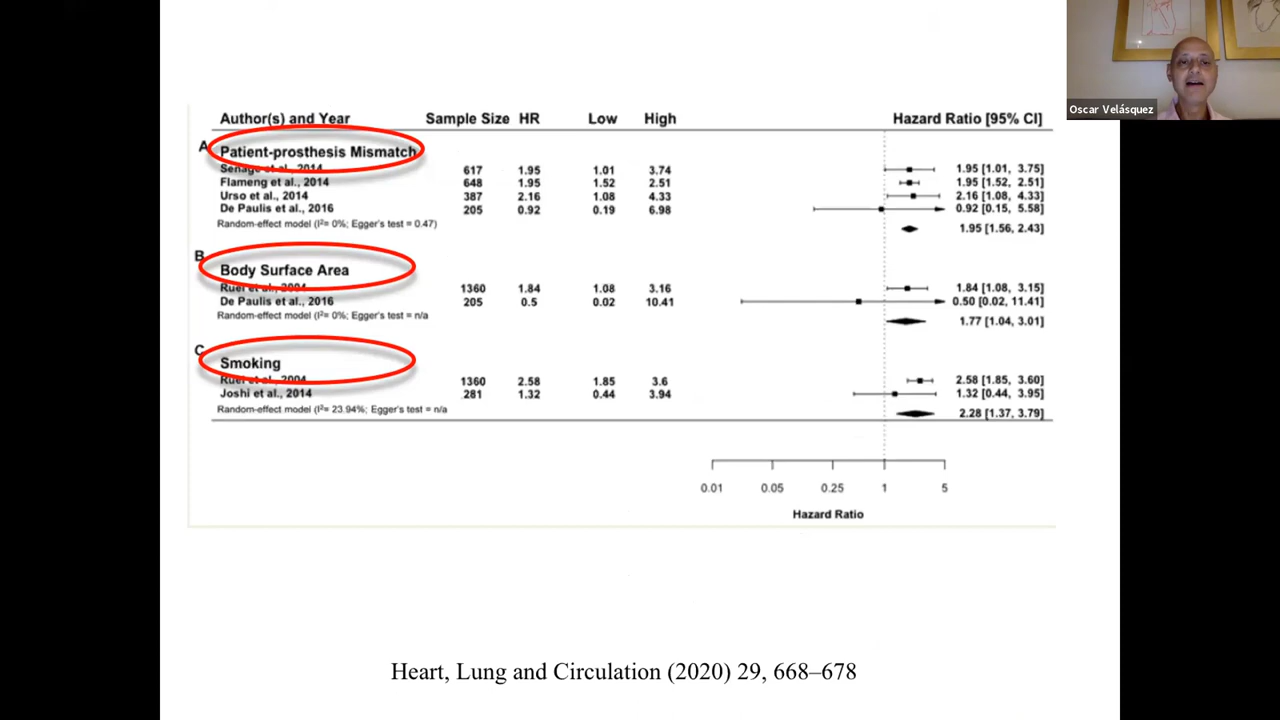 Oscar Velásquez
Author(s) and Year Sample Size HR Low High Hazard Ratio [95% CI]
A
Patient-prosthesis Mismatch
Senage et al., 2014 617 1.95 1.01 3.74 1.95 [1.01, 3.75]
Flameng et al., 2014 648 1.95 1.52 2.51 1.95 [1.52, 2.51]
Urso et al., 2014 387 2.16 1.08 4.33 2.16 [1.08, 4.33]
De Paulis et al., 2016 205 0.92 0.19 6.98 0.92 [0.15, 5.58]
Random-effect model (I²= 0%; Egger's test = 0.47) 1.95 [1.56, 2.43]
B
Body Surface Area
Ruel et al., 2004 1360 1.84 1.08 3.16 1.84 [1.08, 3.15]
De Paulis et al., 2016 205 0.5 0.02 10.41 0.50 [0.02, 11.41]
Random-effect model (I²= 0%; Egger's test = n/a 1.77 [1.04, 3.01]
C
Smoking
Ruel et al., 2004 1360 2.58 1.85 3.6 2.58 [1.85, 3.60]
Joshi et al., 2014 281 1.32 0.44 3.94 1.32 [0.44, 3.95]
Random-effect model (I²= 23.94%; Egger's test = n/a 2.28 [1.37, 3.79]
0.01 0.05 0.25 1 5
Hazard Ratio
Heart, Lung and Circulation (2020) 29, 668–678